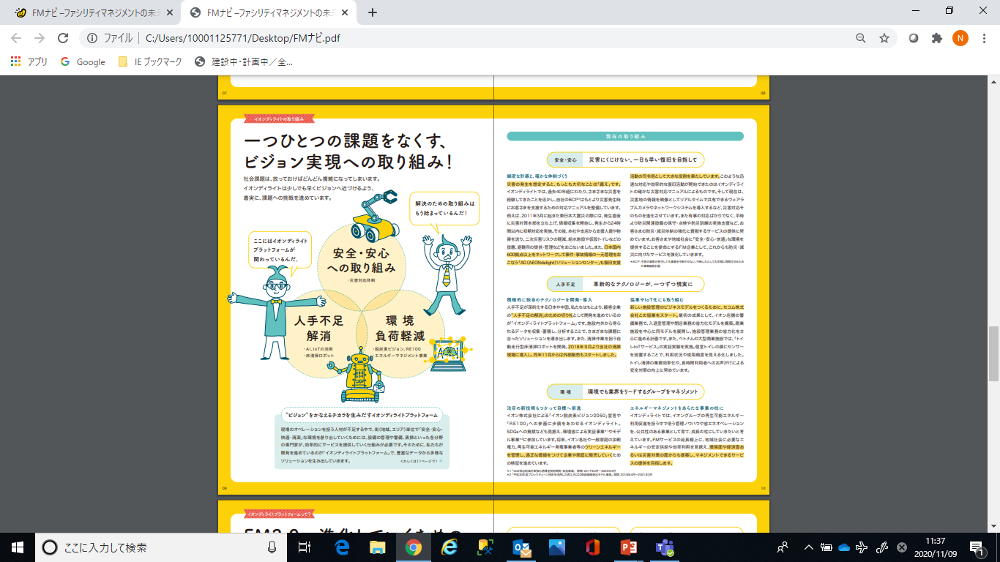 FMナビ –ファシリティマネジメントの未来
FMナビ –ファシリティマネジメントの未来
ファイル C:/Users/10001125771/Desktop/FMナビ.pdf
N
アプリ Google IE ブックマーク 建設中・計画中／全...
07
08
イオンディライトの取り組み
一つひとつの課題をなくす、
ビジョン実現への取り組み！
社会課題は、放っておけばどんどん複雑になってしまいます。
イオンディライトは少しでも早くビジョンへ近づけるよう、
着実に、課題への挑戦を進めています。
解決のための取り組みは
もう始まっているんだ！
ここにはイオンディライト
プラットフォームが
関わっているんだ。
安全・安心
への取り組み
・災害対応体制
人手不足
解消
・AI、IoTの活用
・床清掃ロボット
環 境
負荷軽減
・脱炭素ビジョン、RE100
・エネルギーマネジメント事業
“ビジョン”をかなえるチカラを生みだすイオンディライトプラットフォーム
現場のオペレーションを担う人材が不足する中で、街（地域、エリア）単位で「安全・安心・
快適・清潔」な環境を創り出していくためには、設備の管理や警備、清掃といった各分野
の専門家が、効率的にサービスを提供していく仕組みが必要です。そのために、私たちが
開発を進めているのが「イオンディライトプラットフォーム」で、豊富なデータから多様な
ソリューションを生み出していきます。
くわしくは11ページで！
09
現在の取り組み
安全・安心 災害にくじけない、一日も早い復旧を目指して
綿密な計画と、確かな体制づくり
災害の発生を想定すると、もっとも大切なことは「備え」です。
イオンディライトでは、過去40年超にわたり、さまざまな災害を
経験してきたことを活かし、自社のBCP*はもとより災害発生時
にお客さまを支援するための対応マニュアルを整備しています。
例えば、2011年3月に起きた東日本大震災の際には、発生直後
に災害対策本部を立ち上げ、情報収集を開始し、発生から24時
間以内に初期対応を実施。その後、本社や支店から支援人員や物
資を送り、二次災害リスクの軽減、給水施設や仮設トイレなどの
設置、避難所の提供・管理などをおこないました。また、日本国内
600拠点以上をネットワークして事件・事故情報の一元管理をお
こなう「AD（AEONdelight）ソリューションセンター」も復旧支援
活動の司令塔として大きな役割を果たしています。このような迅
速な対応や効率的な復旧活動が開始できたのはイオンディライ
トの確かな災害対応マニュアルによるものです。そして現在は、
災害地の情報を映像としてリアルタイムで共有できるウェアラ
ブルカメラやネットワークシステムを導入するなど、災害対応そ
のものを進化させています。また有事の対応ばかりでなく、平時
より防災関連設備の保守・点検や防災訓練の実施支援など、お
客さまの防災・減災体制の強化に貢献するサービスの提供に努
めています。お客さまや地域社会に「安全・安心・快適」な環境を
提供することを使命とするFM企業として、これからも防災・減
災に向けたサービスを強化していきます。
人手不足 革新的なテクノロジーが、一つずつ現実に
積極的に独自のテクノロジーを開発・導入
人手不足が深刻化する日本や中国。私たちはもとより、顧客企業
の「人手不足の解消」のための切り札として開発を進めているの
が「イオンディライトプラットフォーム」です。施設内外から得ら
れるデータを収集・蓄積し、分析することで、さまざまな課題に
合ったソリューションを導き出します。また、清掃作業を担う自
動走行型床清掃ロボットを開発、2018年9月より当社の清掃
現場に導入し、同年11月からは外部販売もスタートしました。
協業やIoT化にも取り組む
新しい施設管理のビジネスモデルをつくるために、セコム株式
会社との協業をスタート。最初の成果として、イオン店舗の警
備業務で、入退室管理や閉店業務の省力化モデルを構築。商業
施設を中心に同モデルを展開し、施設管理業務の省力化をさ
らに進める計画です。また、ベトナムの大型商業施設では、「トイ
レIoTサービス」の実証実験を実施。個室トイレの扉にセンサー
を設置することで、利用状況や使用頻度を見える化しました。
トイレ清掃の業務効率化や、長時間利用者へのお声がけによる
安全対策の向上に努めています。
環 境 環境でも業界をリードするグループをマネジメント
注目の新技術もつかって目標へ前進
イオン株式会社による「イオン脱炭素ビジョン2050」宣言や
「RE100」への参画に歩調をあわせるイオンディライト。
SDGsへの貢献なども見据え、環境省による実証事業*¹やモデ
ル事業*²に参加しています。将来、イオン各社や一般家庭の余剰
電力、再生可能エネルギー発電事業者等のクリーンエネルギー
を管理し、適正な価値をつけて企業や家庭に販売していくため
の検証を進めています。
エネルギーマネジメントをあらたな事業の柱に
イオンディライトでは、イオングループの再生可能エネルギー
利用促進を担う中で培う管理ノウハウや省エネオペレーション
を、公共性のある事業として育て、成長の柱にしていきたいと考
えています。FMサービスの延長線上に、地域社会に必要なエ
ネルギーの安定供給や効率利用を見据え、環境面や経済面あ
るいは災害対策の面からも提案し、マネジメントできるサービ
スの提供を目指します。
10
イオンディライトプラットフォームって？
ここに入力して検索
11:37
2020/11/09
1